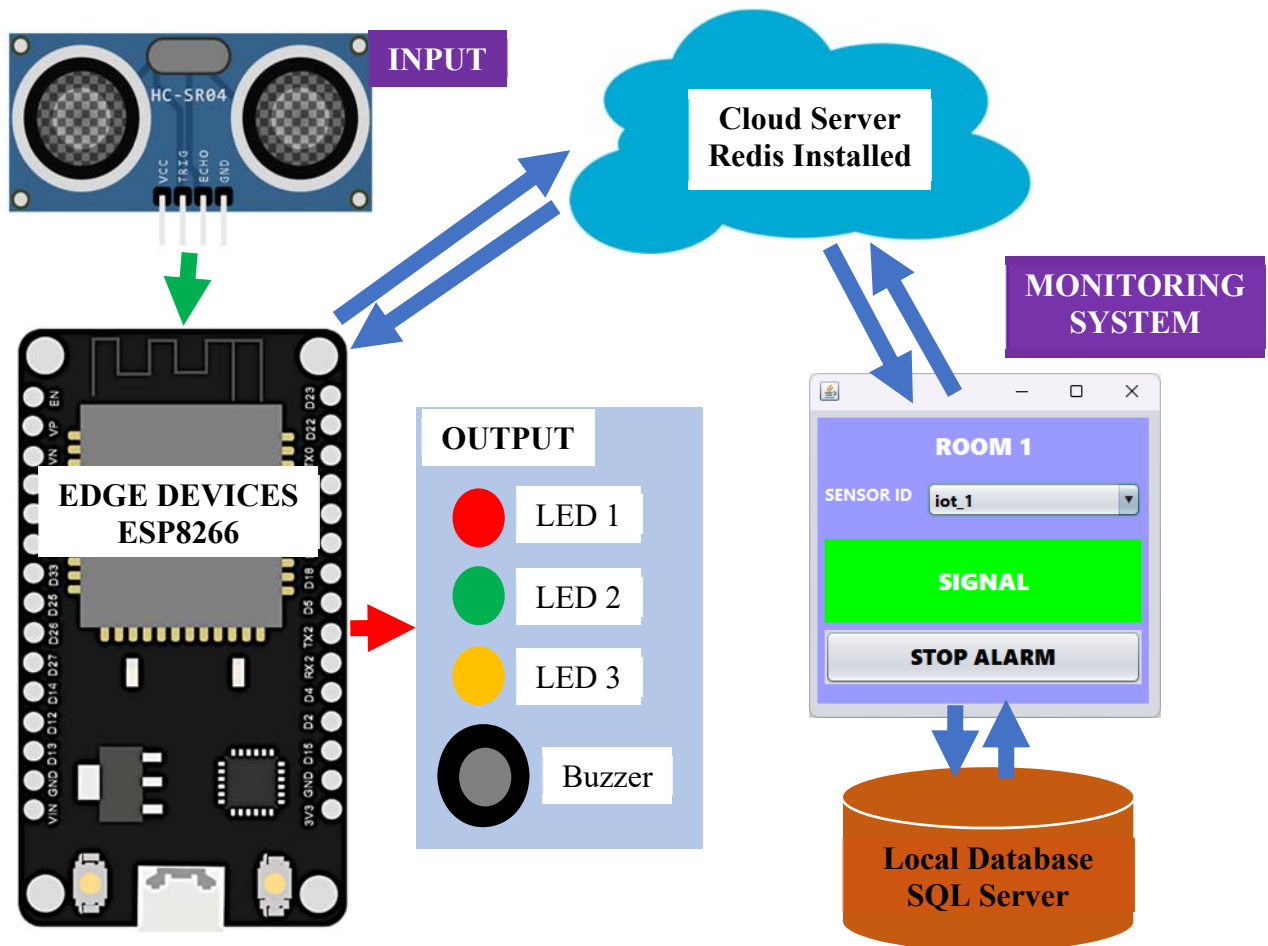 INPUT
HC-SR04
VCC
TRIG
ECHO
GND
Cloud Server
Redis Installed
MONITORING
SYSTEM
ROOM 1
SENSOR ID
iot_1
SIGNAL
STOP ALARM
Local Database
SQL Server
EDGE DEVICES
ESP8266
EN
VP
VN
D33
D25
D26
D27
D14
D12
D13
GND
VIN
D23
D22
TX0
D18
D5
TX2
RX2
D4
D2
D15
GND
3V3
OUTPUT
LED 1
LED 2
LED 3
Buzzer